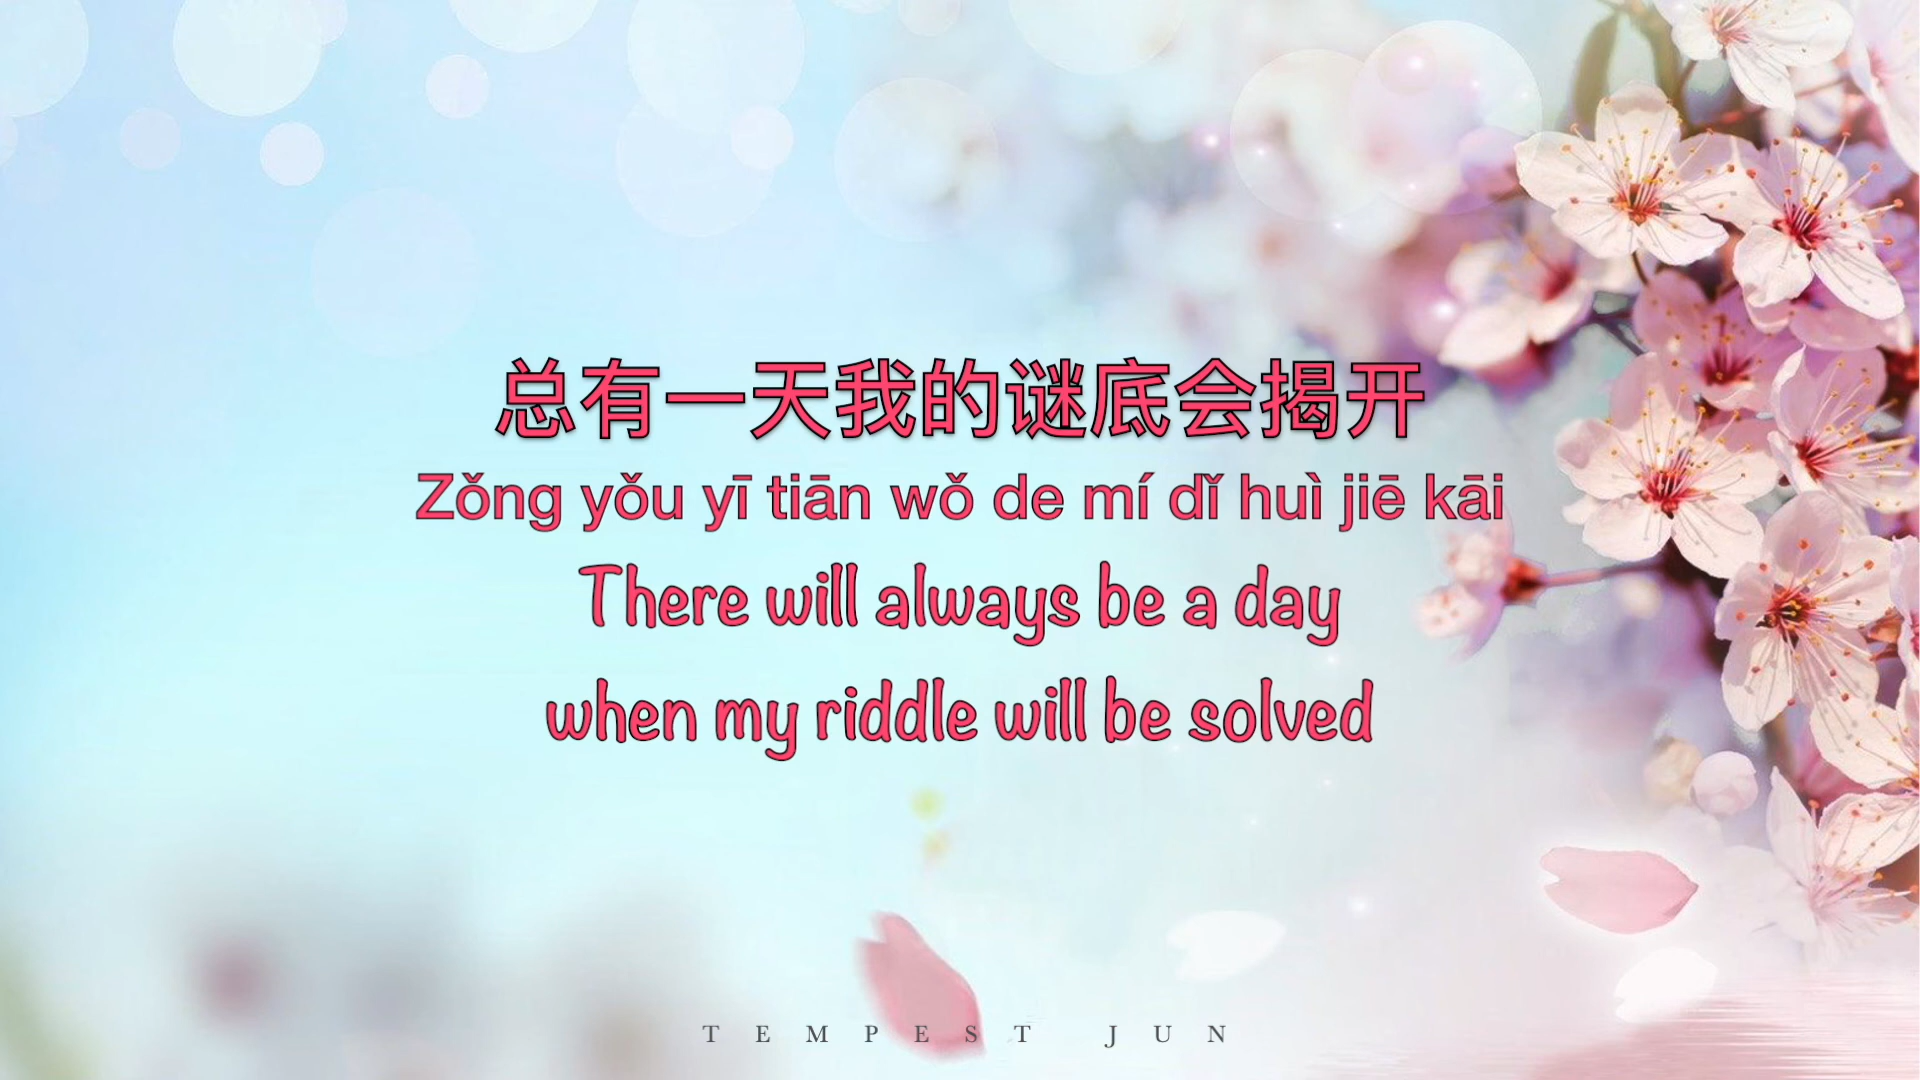 总有一天我的谜底会揭开
Zǒng yǒu yī tiān wǒ de mí dǐ huì jiē kāi
There will always be a day
when my riddle will be solved
TEMPEST JUN